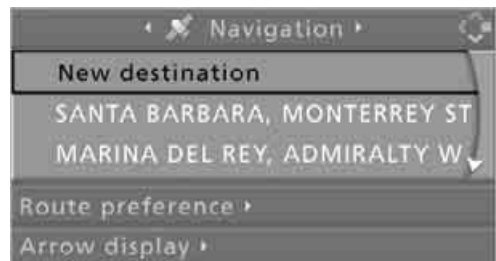 Navigation
New destination
SANTA BARBARA, MONTERREY ST
MARINA DEL REY, ADMIRALTY W
Route preference
Arrow display